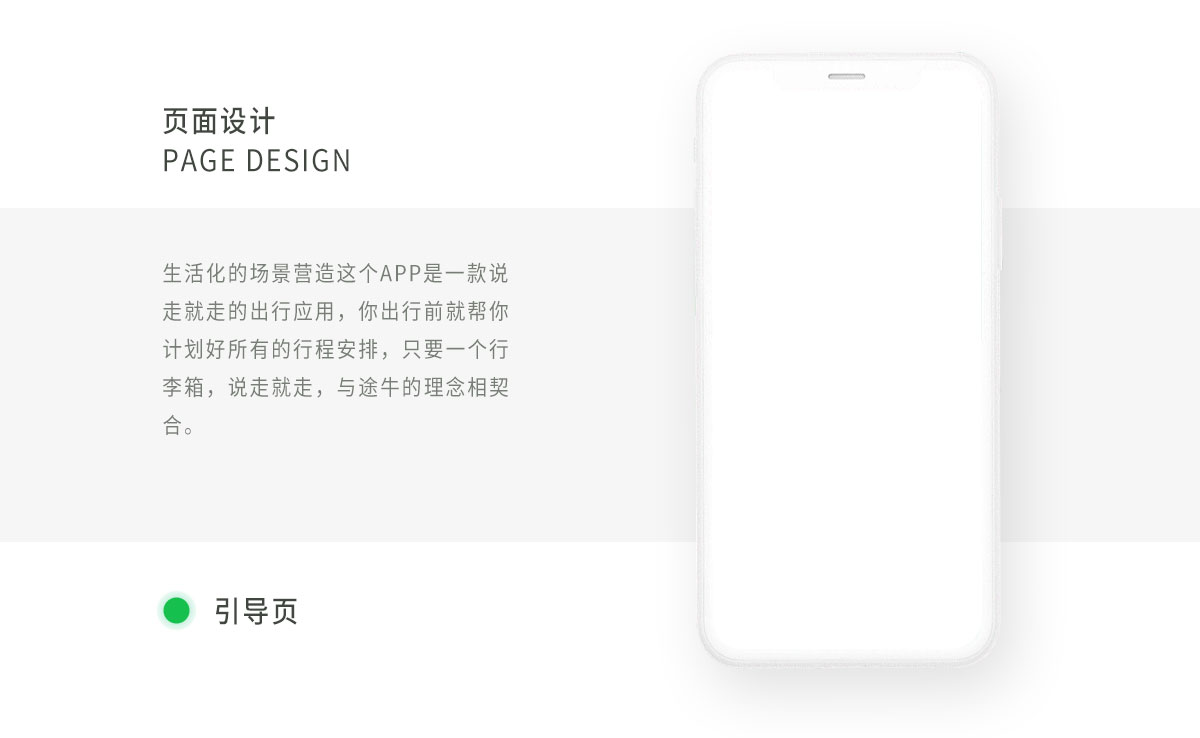 页面设计
PAGE DESIGN
生活化的场景营造这个APP是一款说
走就走的出行应用，你出行前就帮你
计划好所有的行程安排，只要一个行
李箱，说走就走，与途牛的理念相契
合。
引导页